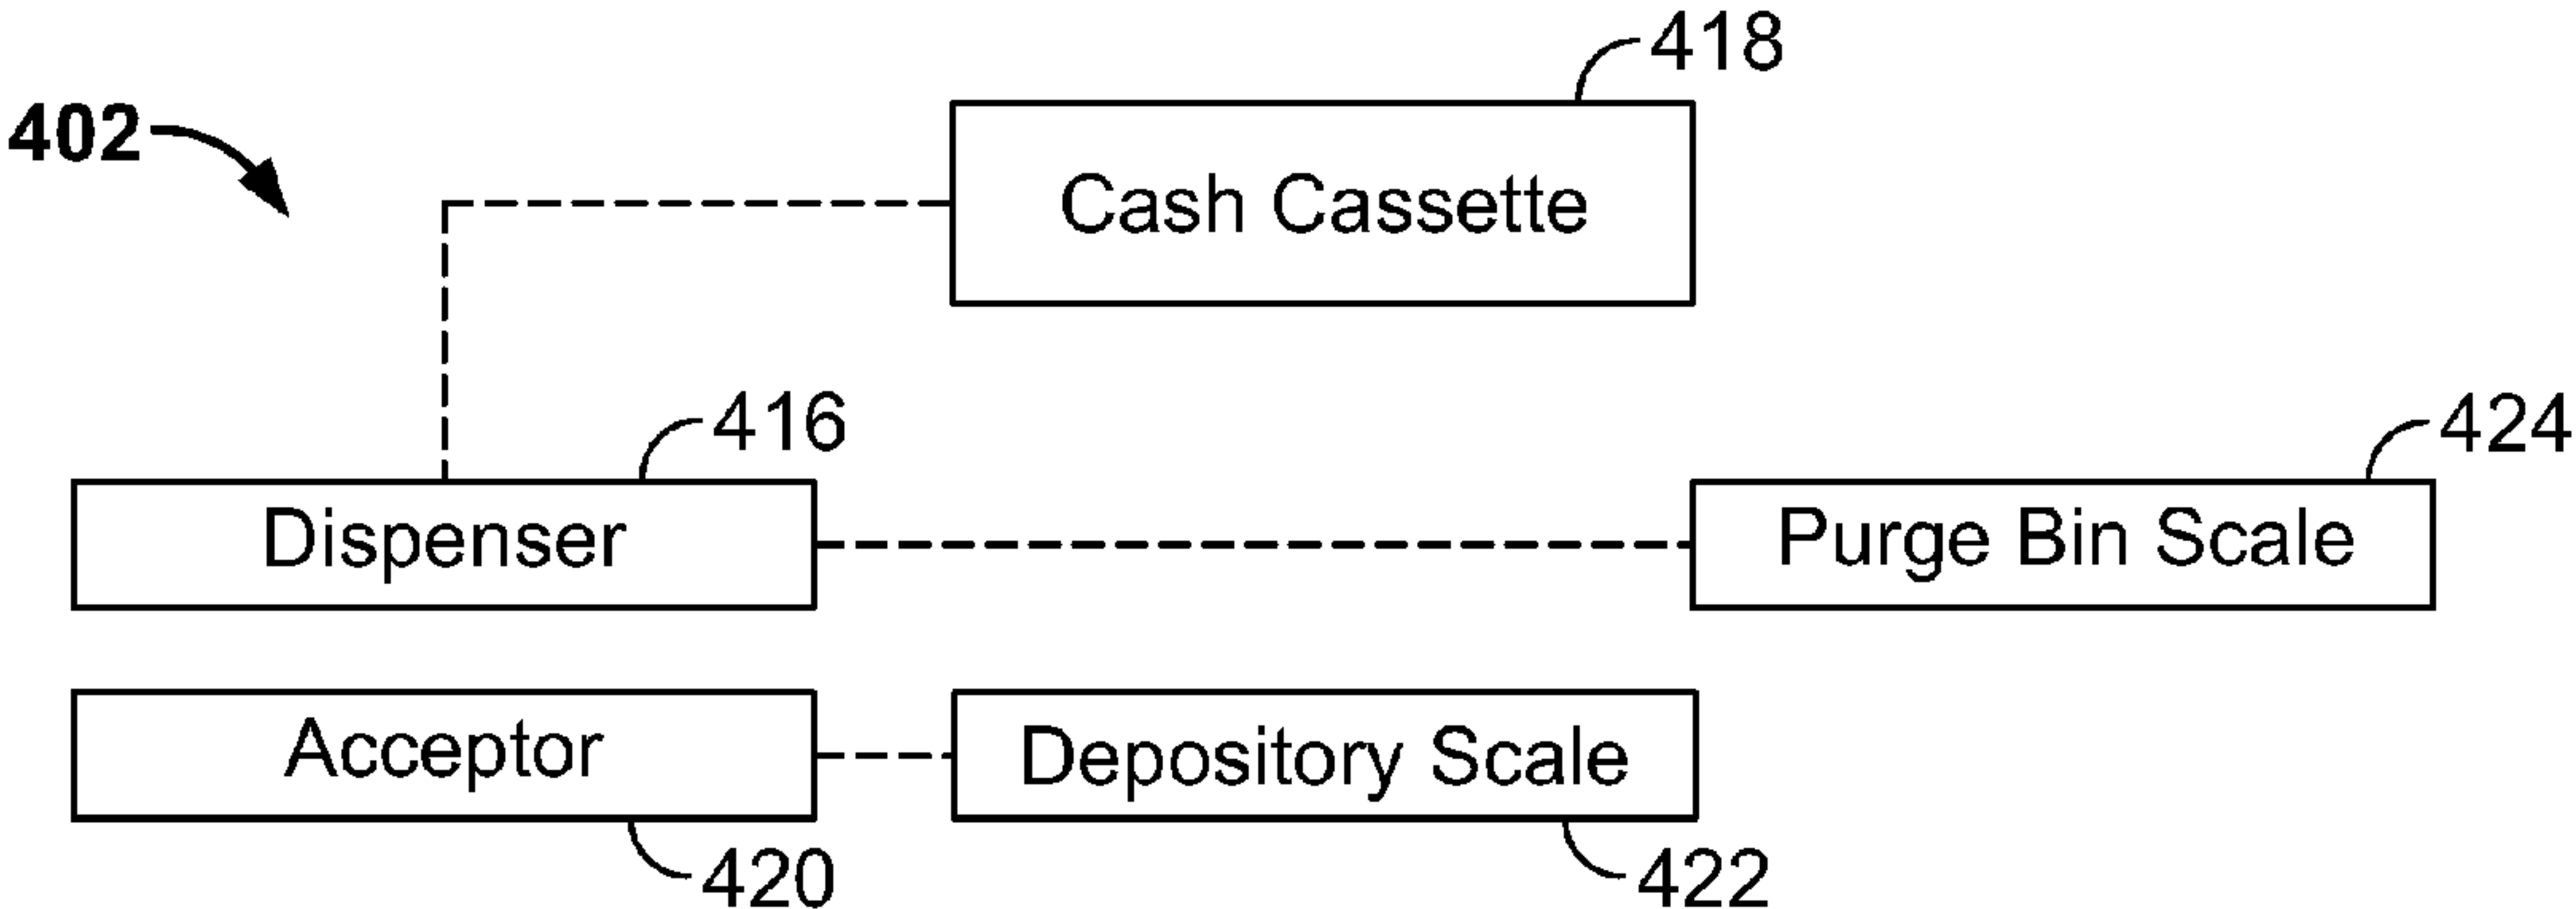 418
402
Cash Cassette
416
424
Dispenser
Purge Bin Scale
Acceptor
Depository Scale
420
422